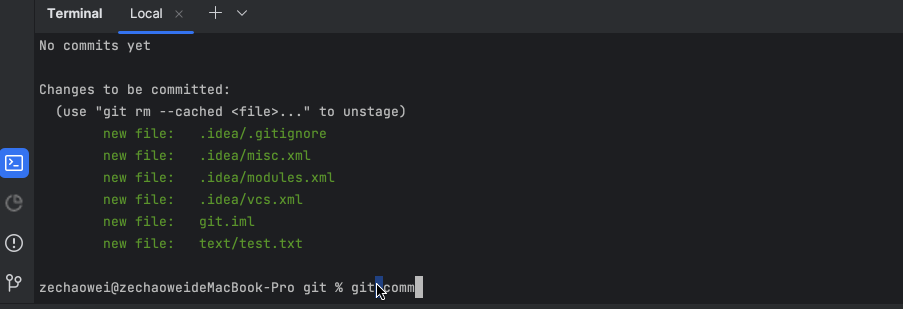 Terminal Local
No commits yet
Changes to be committed:
(use "git rm --cached <file>..." to unstage)
new file: .idea/.gitignore
new file: .idea/misc.xml
new file: .idea/modules.xml
new file: .idea/vcs.xml
new file: git.iml
new file: text/test.txt
zechaowei@zechaoweideMacBook-Pro git % git comm